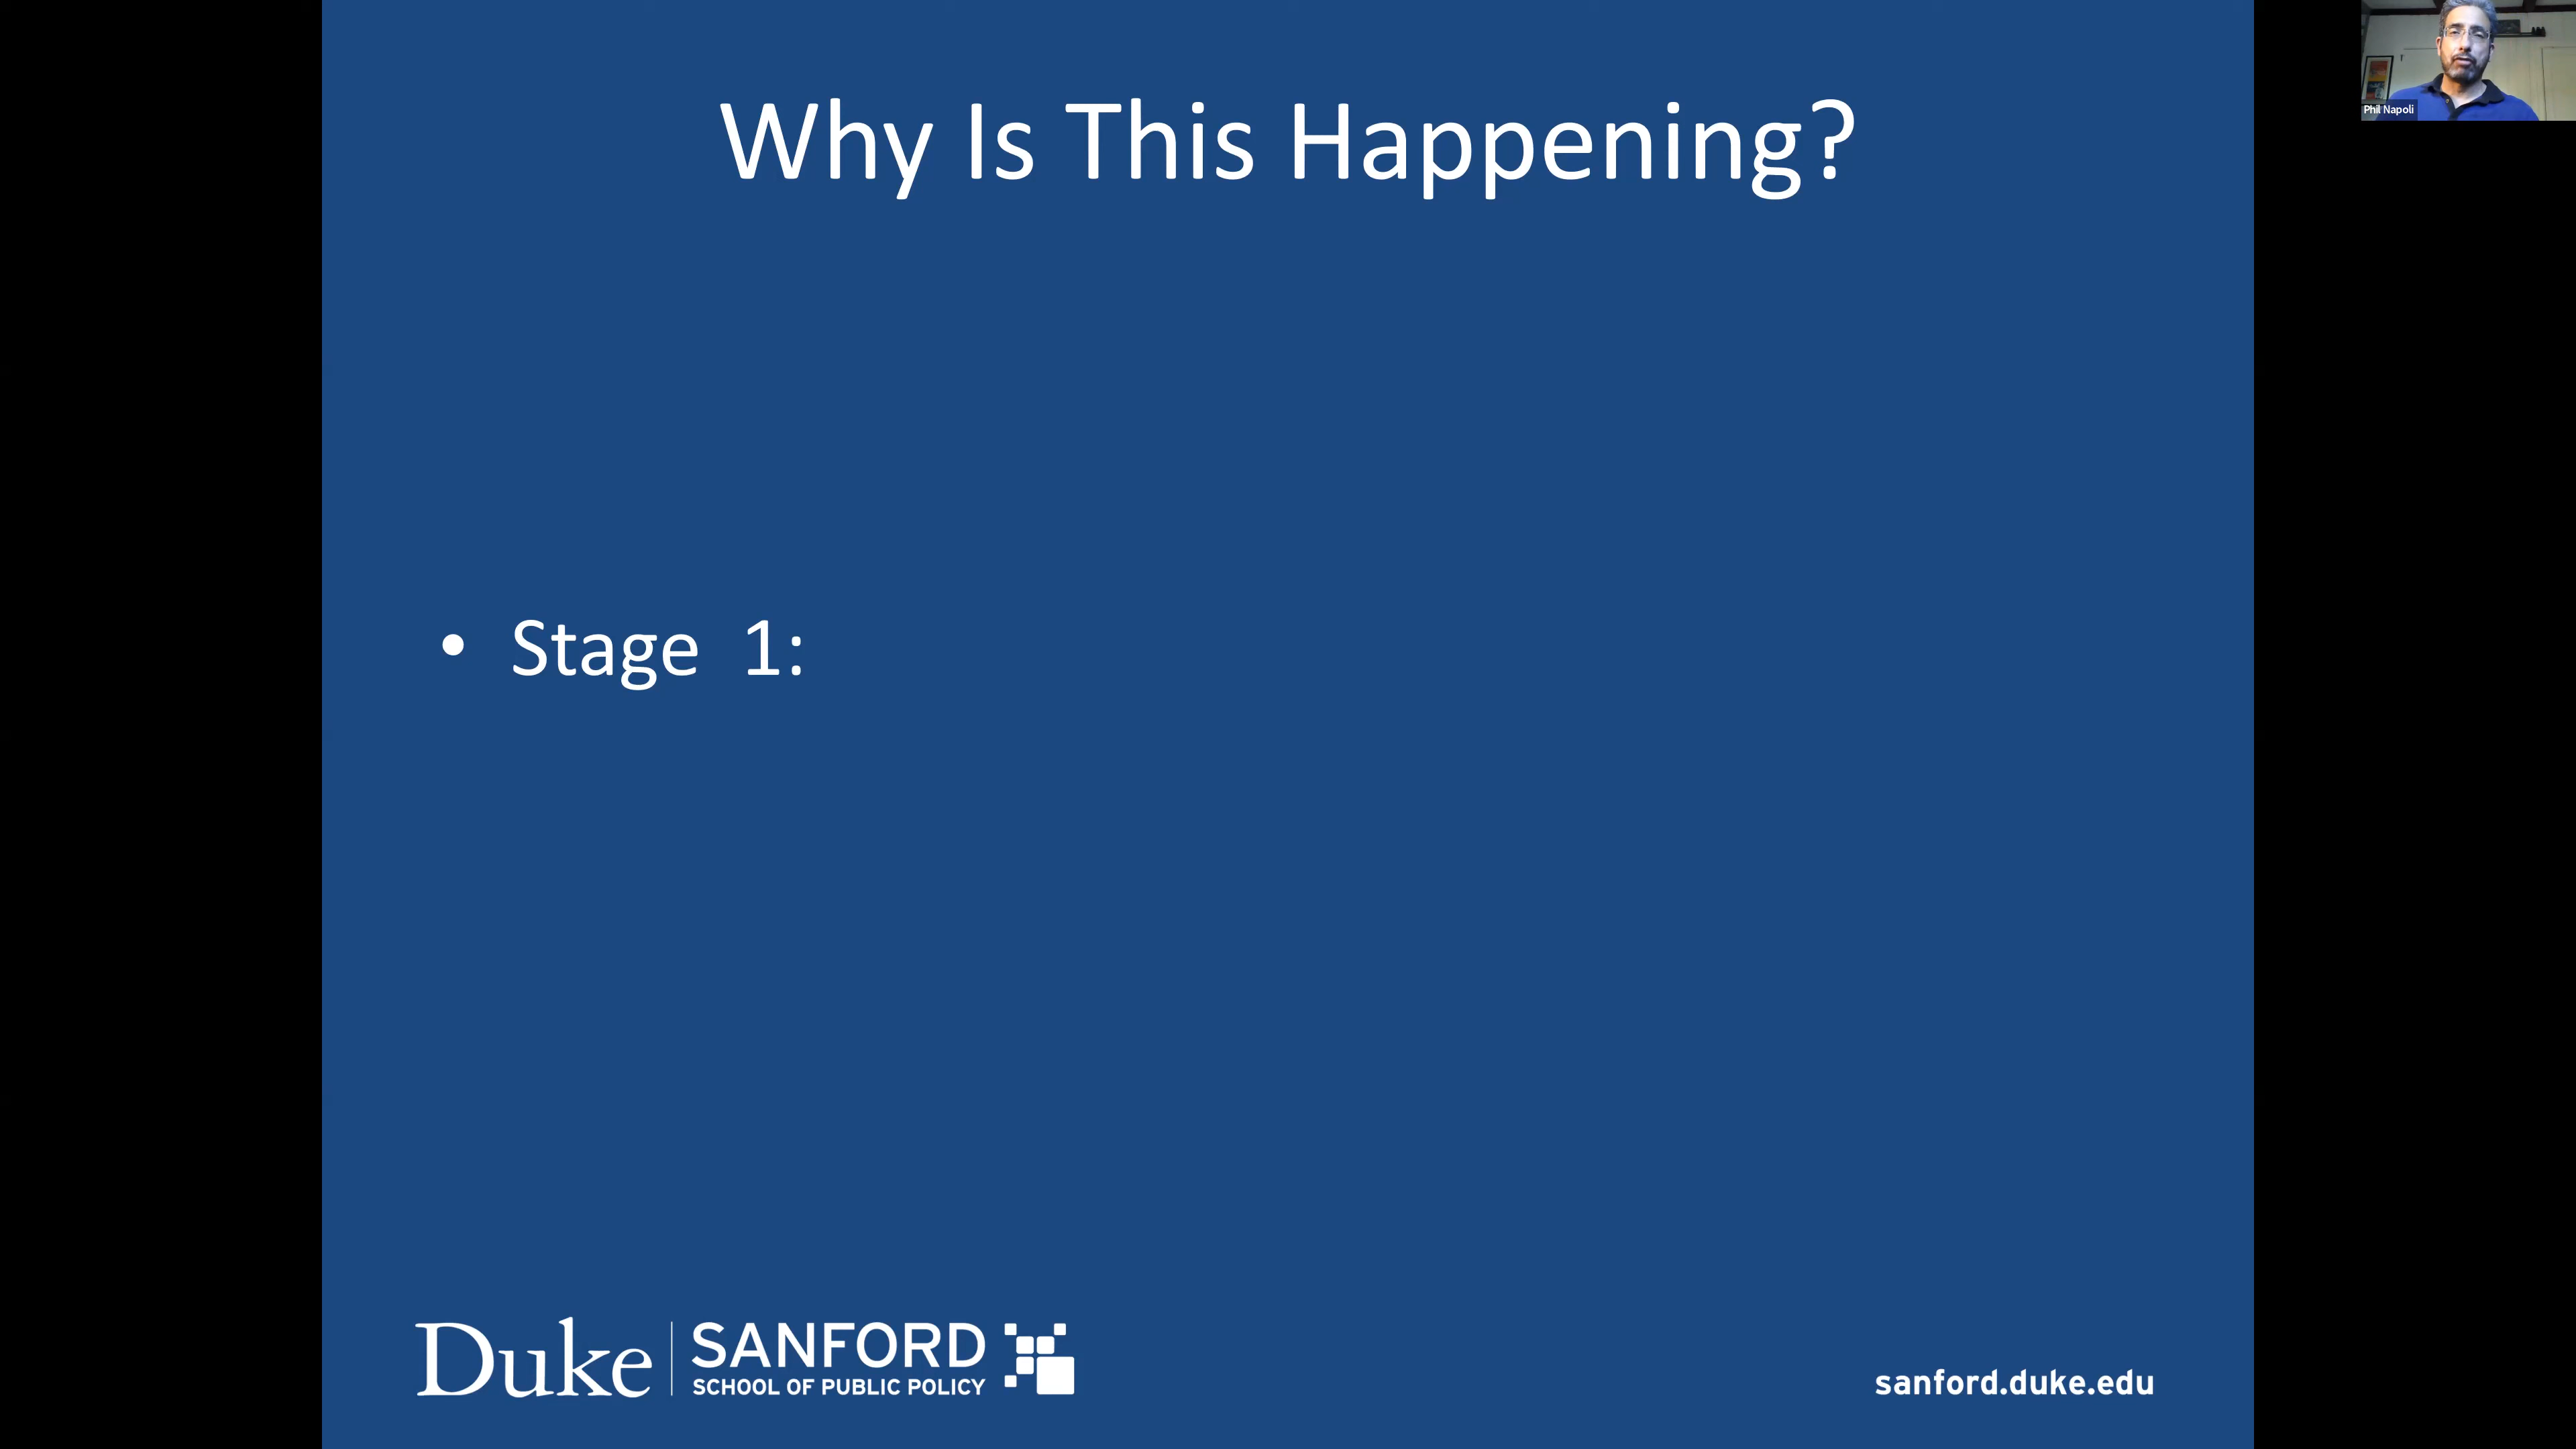 Why Is This Happening?
Phil Napoli
• Stage 1:
Duke SANFORD
SCHOOL OF PUBLIC POLICY
sanford.duke.edu